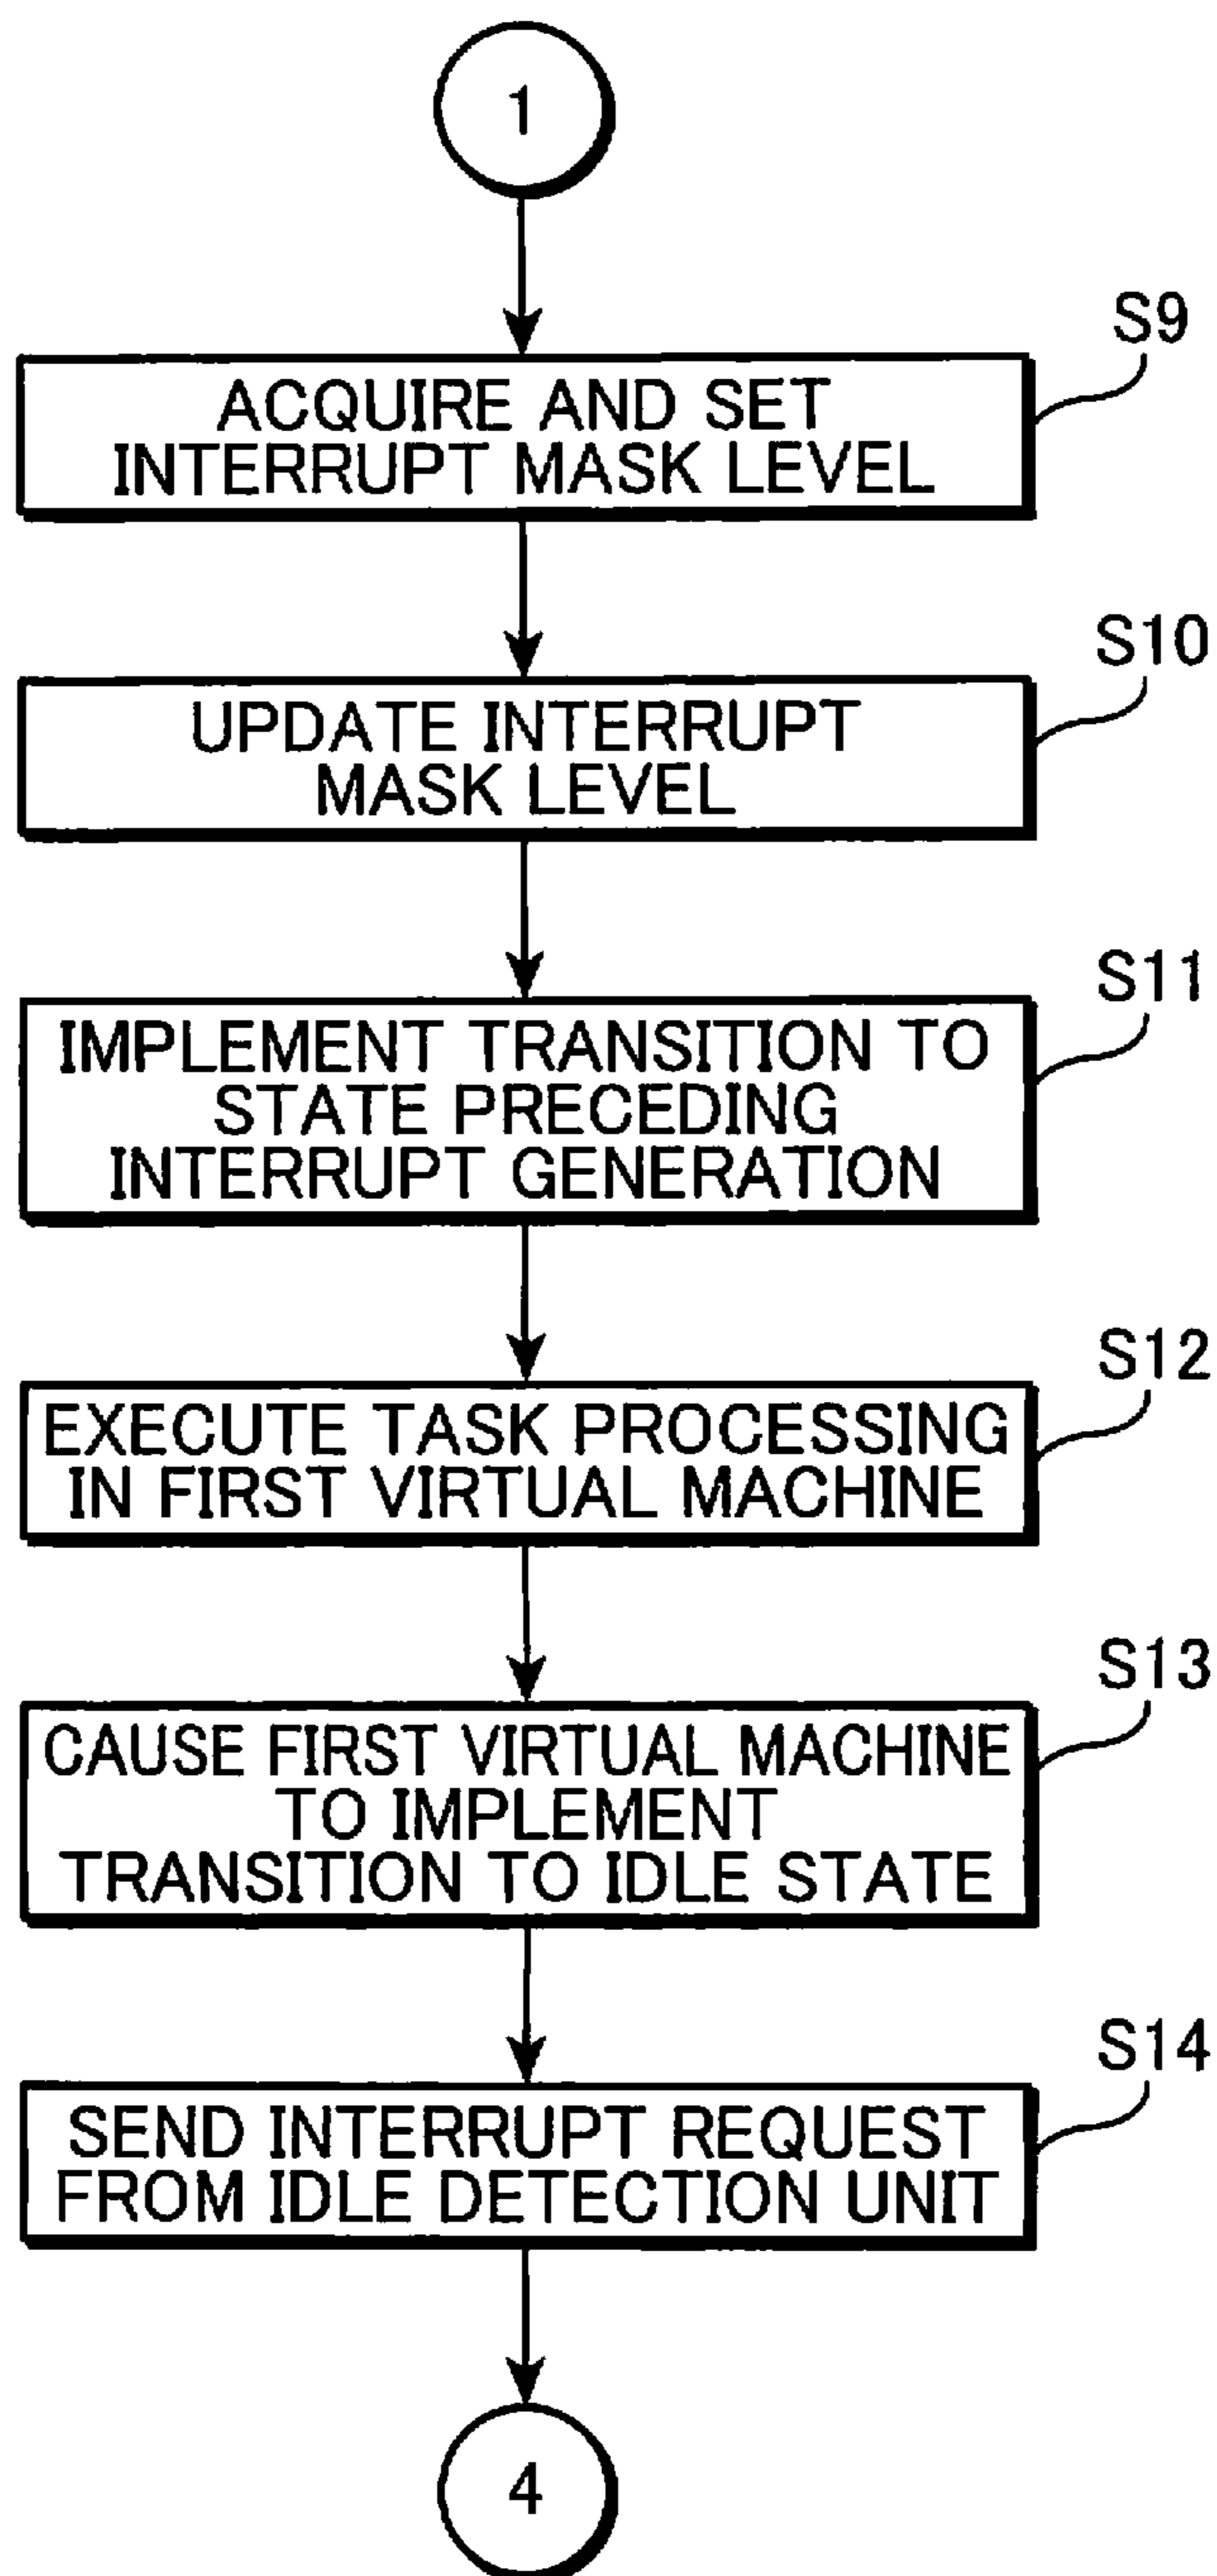 1
S9
ACQUIRE AND SET
INTERRUPT MASK LEVEL
S10
UPDATE INTERRUPT
MASK LEVEL
S11
IMPLEMENT TRANSITION TO
STATE PRECEDING
INTERRUPT GENERATION
S12
EXECUTE TASK PROCESSING
IN FIRST VIRTUAL MACHINE
S13
CAUSE FIRST VIRTUAL MACHINE
TO IMPLEMENT
TRANSITION TO IDLE STATE
S14
SEND INTERRUPT REQUEST
FROM IDLE DETECTION UNIT
4